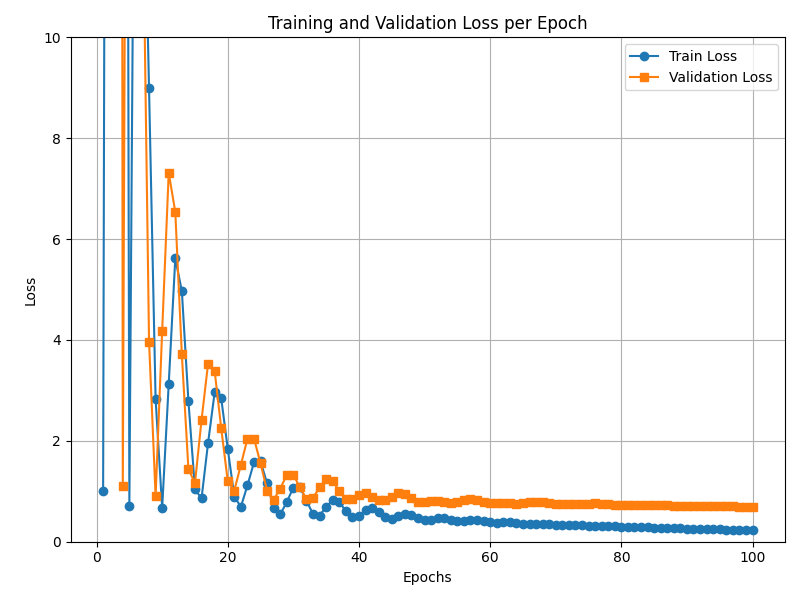 Training and Validation Loss per Epoch
Train Loss
Validation Loss
Loss
10
8
6
4
2
0
0 20 40 60 80 100
Epochs